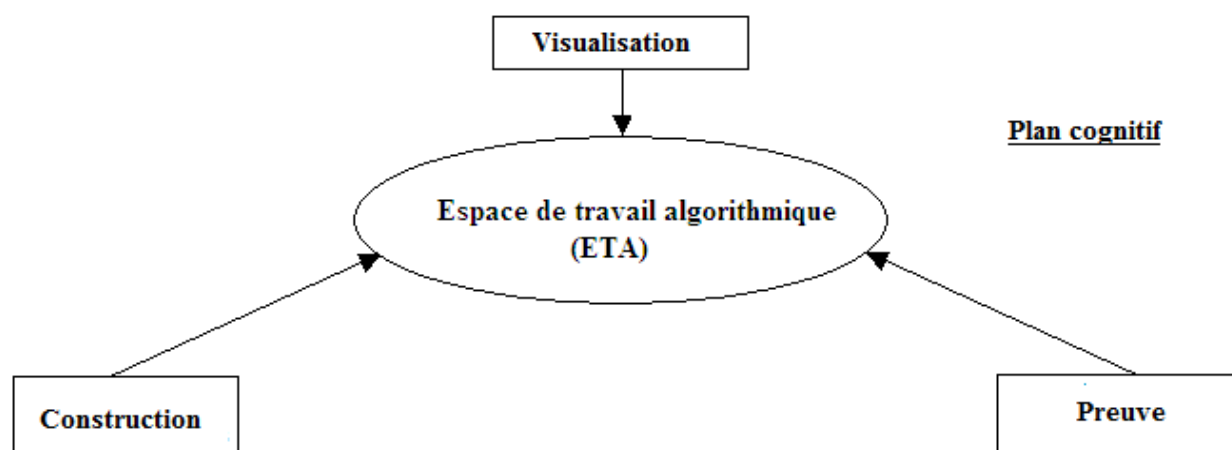 Visualisation
Plan cognitif
Espace de travail algorithmique
(ETA)
Construction
Preuve